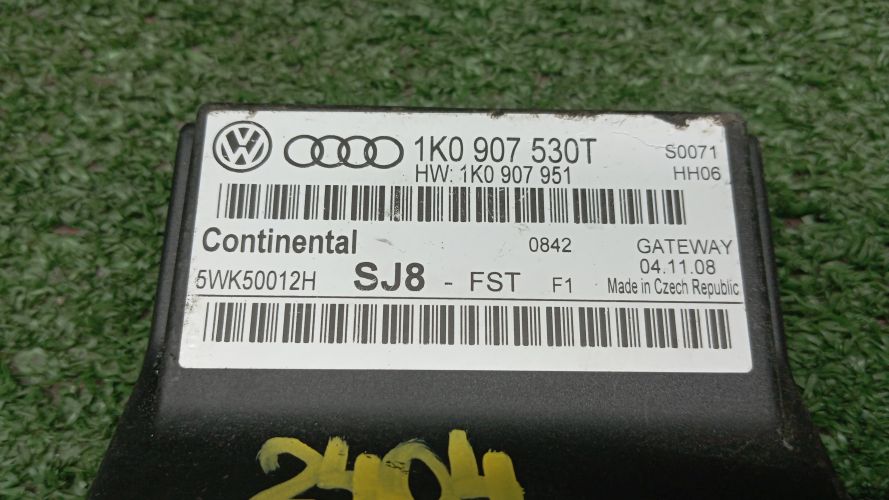 1K0 907 530T S0071
HW: 1K0 907 951 HH06
Continental 0842 GATEWAY
5WK50012H SJ8 - FST F1 04.11.08
Made in Czech Republic
2404